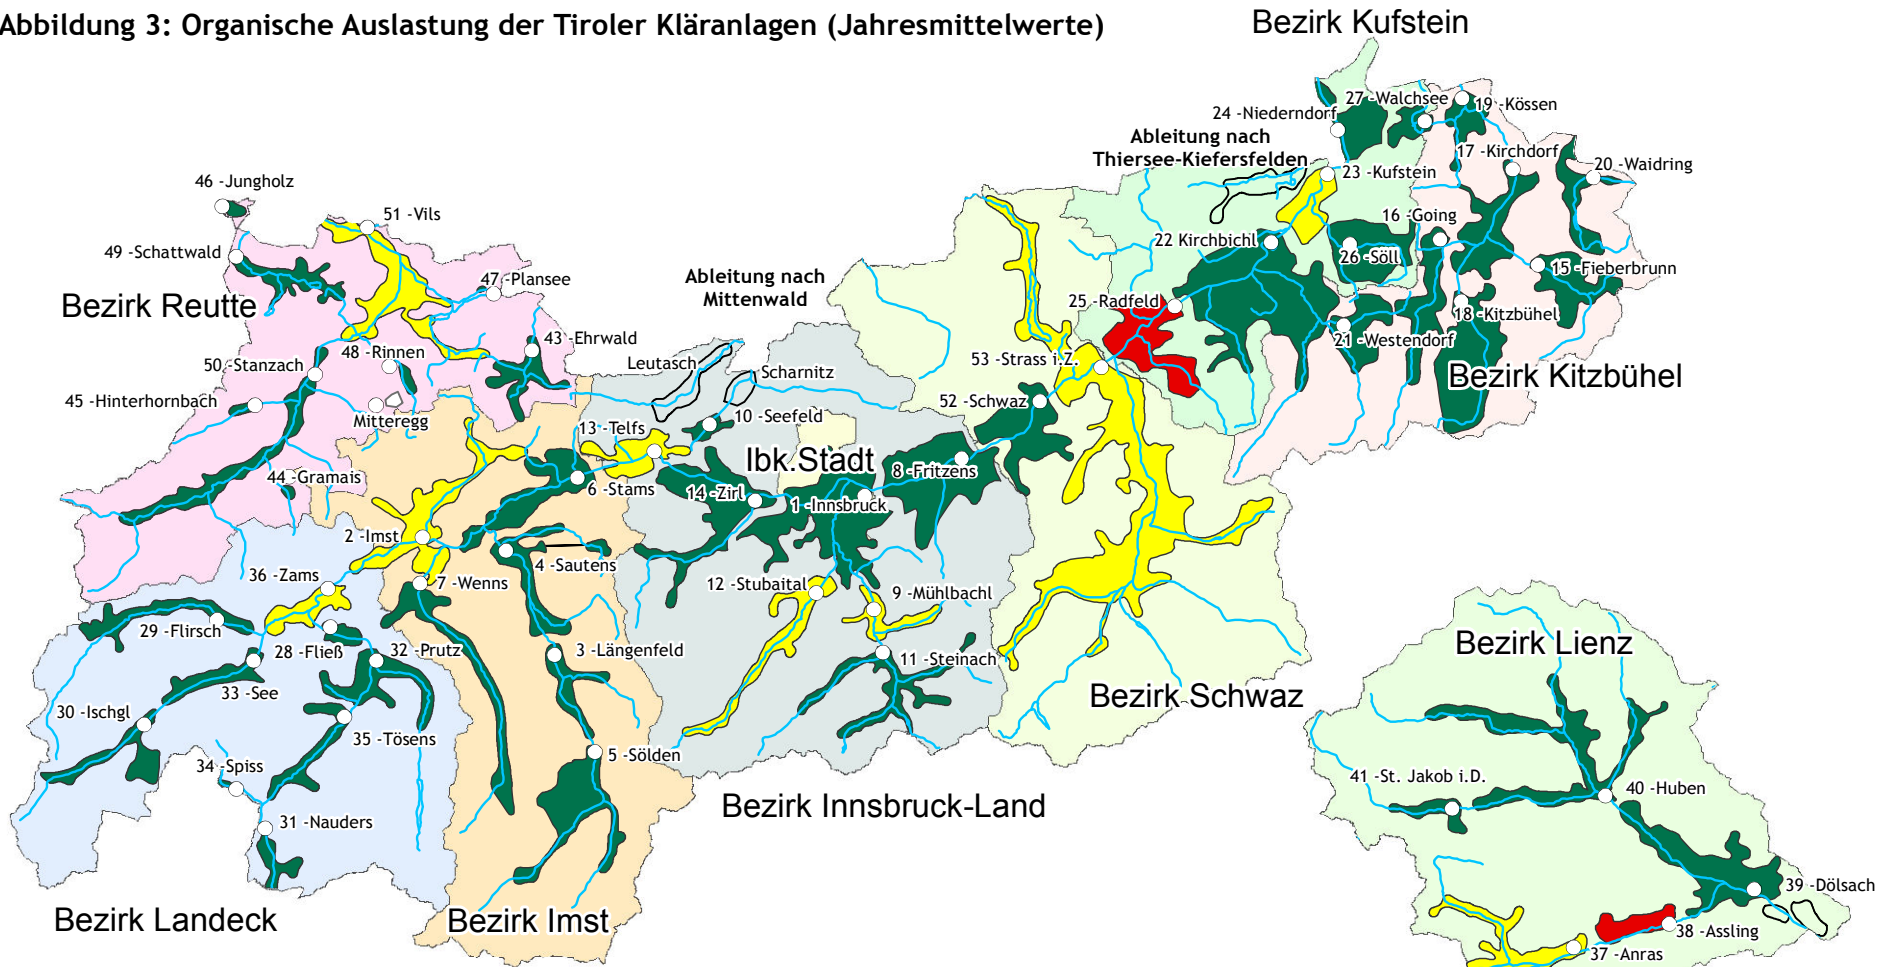 Abbildung 3: Organische Auslastung der Tiroler Kläranlagen (Jahresmittelwerte)
Bezirk Kufstein
27 -Walchsee
19 -Kössen
24 -Niederndorf
Ableitung nach
Thiersee-Kiefersfelden
17 -Kirchdorf
20 -Waidring
23 -Kufstein
46 -Jungholz
51 -Vils
16 -Going
22 Kirchbichl
49 -Schattwald
26 -Söll
15 -Fieberbrunn
47 -Plansee
Ableitung nach
Mittenwald
Bezirk Reutte
25 -Radfeld
18 -Kitzbühel
43 -Ehrwald
21 -Westendorf
48 -Rinnen
50 -Stanzach
Leutasch
Scharnitz
53 -Strass i.Z.
Bezirk Kitzbühel
45 -Hinterhornbach
52 -Schwaz
Mitteregg
10 -Seefeld
13 -Telfs
Ibk.Stadt
8 -Fritzens
44 -Gramais
6 -Stams
14 -Zirl
1 -Innsbruck
2 -Imst
4 -Sautens
36 -Zams
7 -Wenns
12 -Stubaital
9 -Mühlbachl
29 -Flirsch
28 -Fließ
32 -Prutz
3 -Längenfeld
11 -Steinach
Bezirk Lienz
33 -See
Bezirk Schwaz
30 -Ischgl
35 -Tösens
5 -Sölden
34 -Spiss
41 -St. Jakob i.D.
40 -Huben
Bezirk Innsbruck-Land
31 -Nauders
39 -Dölsach
Bezirk Landeck
Bezirk Imst
38 -Assling
37 -Anras